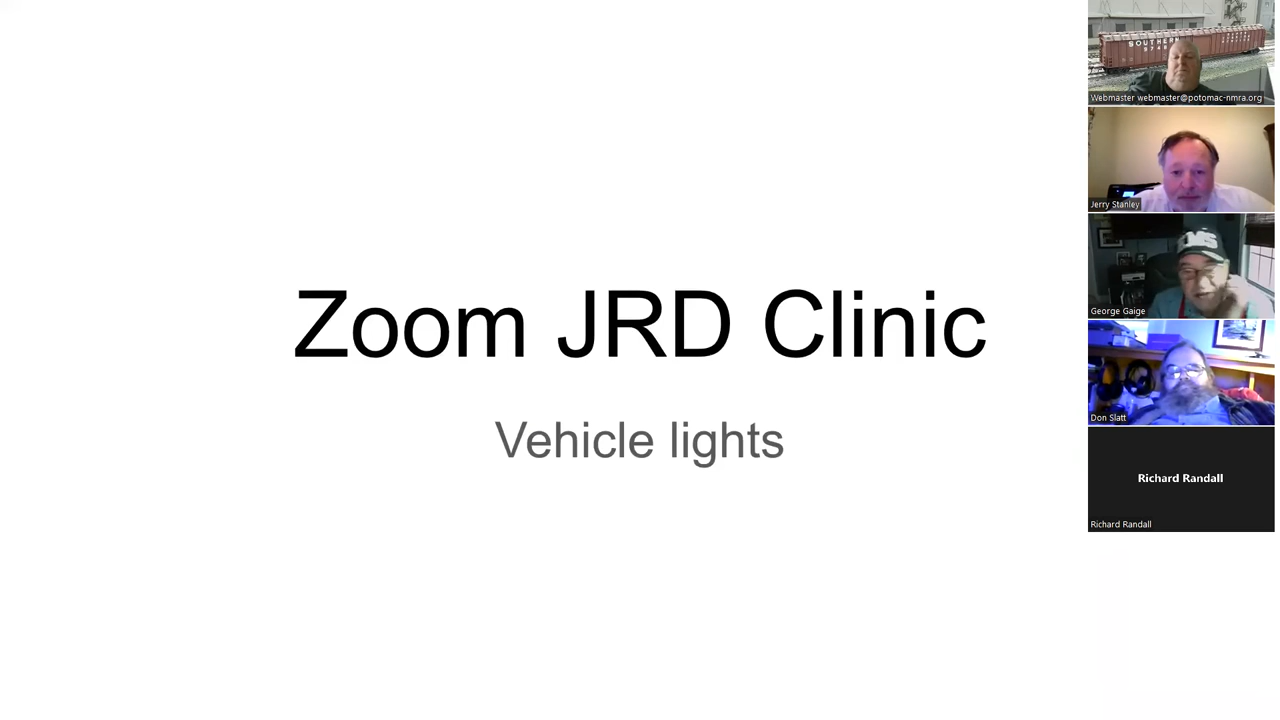 Zoom JRD Clinic
Vehicle lights
SOUTHERN
Webmaster webmaster@potomac-nmra.org
Jerry Stanley
George Gaige
Don Slatt
Richard Randall
Richard Randall